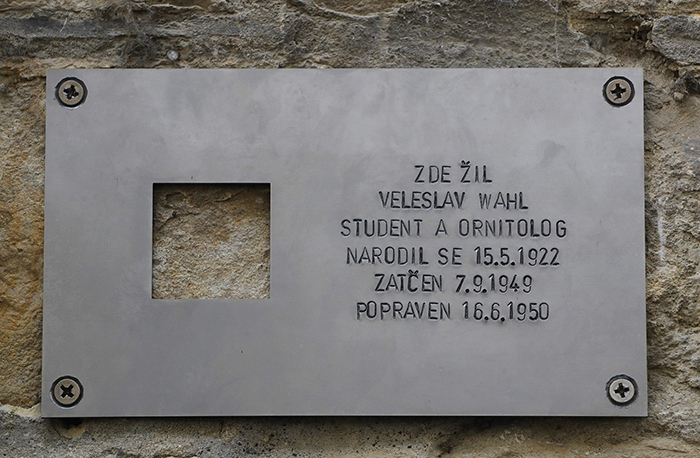 ZDE ŽIL
VELESLAV WAHL
STUDENT A ORNITOLOG
NARODIL SE 15.5.1922
ZATČEN 7.9.1949
POPRAVEN 16.6.1950